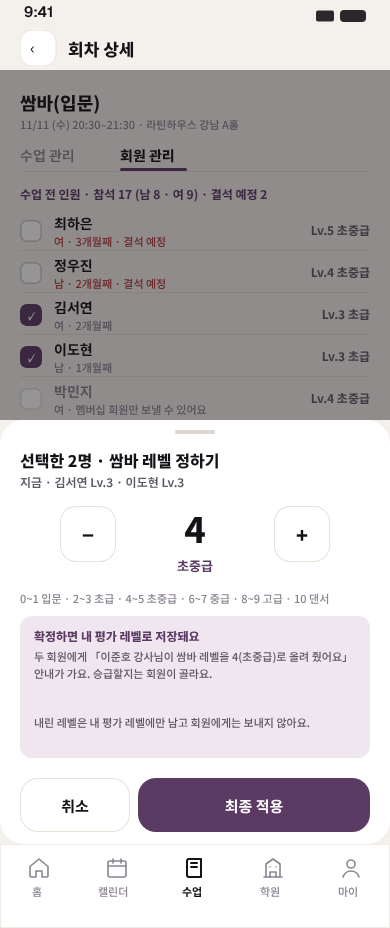 9:41
‹ 회차 상세
쌈바(입문)
11/11 (수) 20:30–21:30 · 라틴하우스 강남 A홀
수업 관리 회원 관리
수업 전 인원 · 참석 17 (남 8 · 여 9) · 결석 예정 2
최하은 Lv.5 초중급
여 · 3개월째 · 결석 예정
정우진 Lv.4 초중급
남 · 2개월째 · 결석 예정
✓ 김서연 Lv.3 초급
여 · 2개월째
✓ 이도현 Lv.3 초급
남 · 1개월째
박민지 Lv.4 초중급
여 · 멤버십 회원만 보낼 수 있어요
선택한 2명 · 쌈바 레벨 정하기
지금 · 김서연 Lv.3 · 이도현 Lv.3
− 4 +
초중급
0~1 입문 · 2~3 초급 · 4~5 초중급 · 6~7 중급 · 8~9 고급 · 10 댄서
확정하면 내 평가 레벨로 저장돼요
두 회원에게 「이준호 강사님이 쌈바 레벨을 4(초중급)로 올려 줬어요」
안내가 가요. 승급할지는 회원이 골라요.
내린 레벨은 내 평가 레벨에만 남고 회원에게는 보내지 않아요.
취소 최종 적용
홈 캘린더 수업 학원 마이